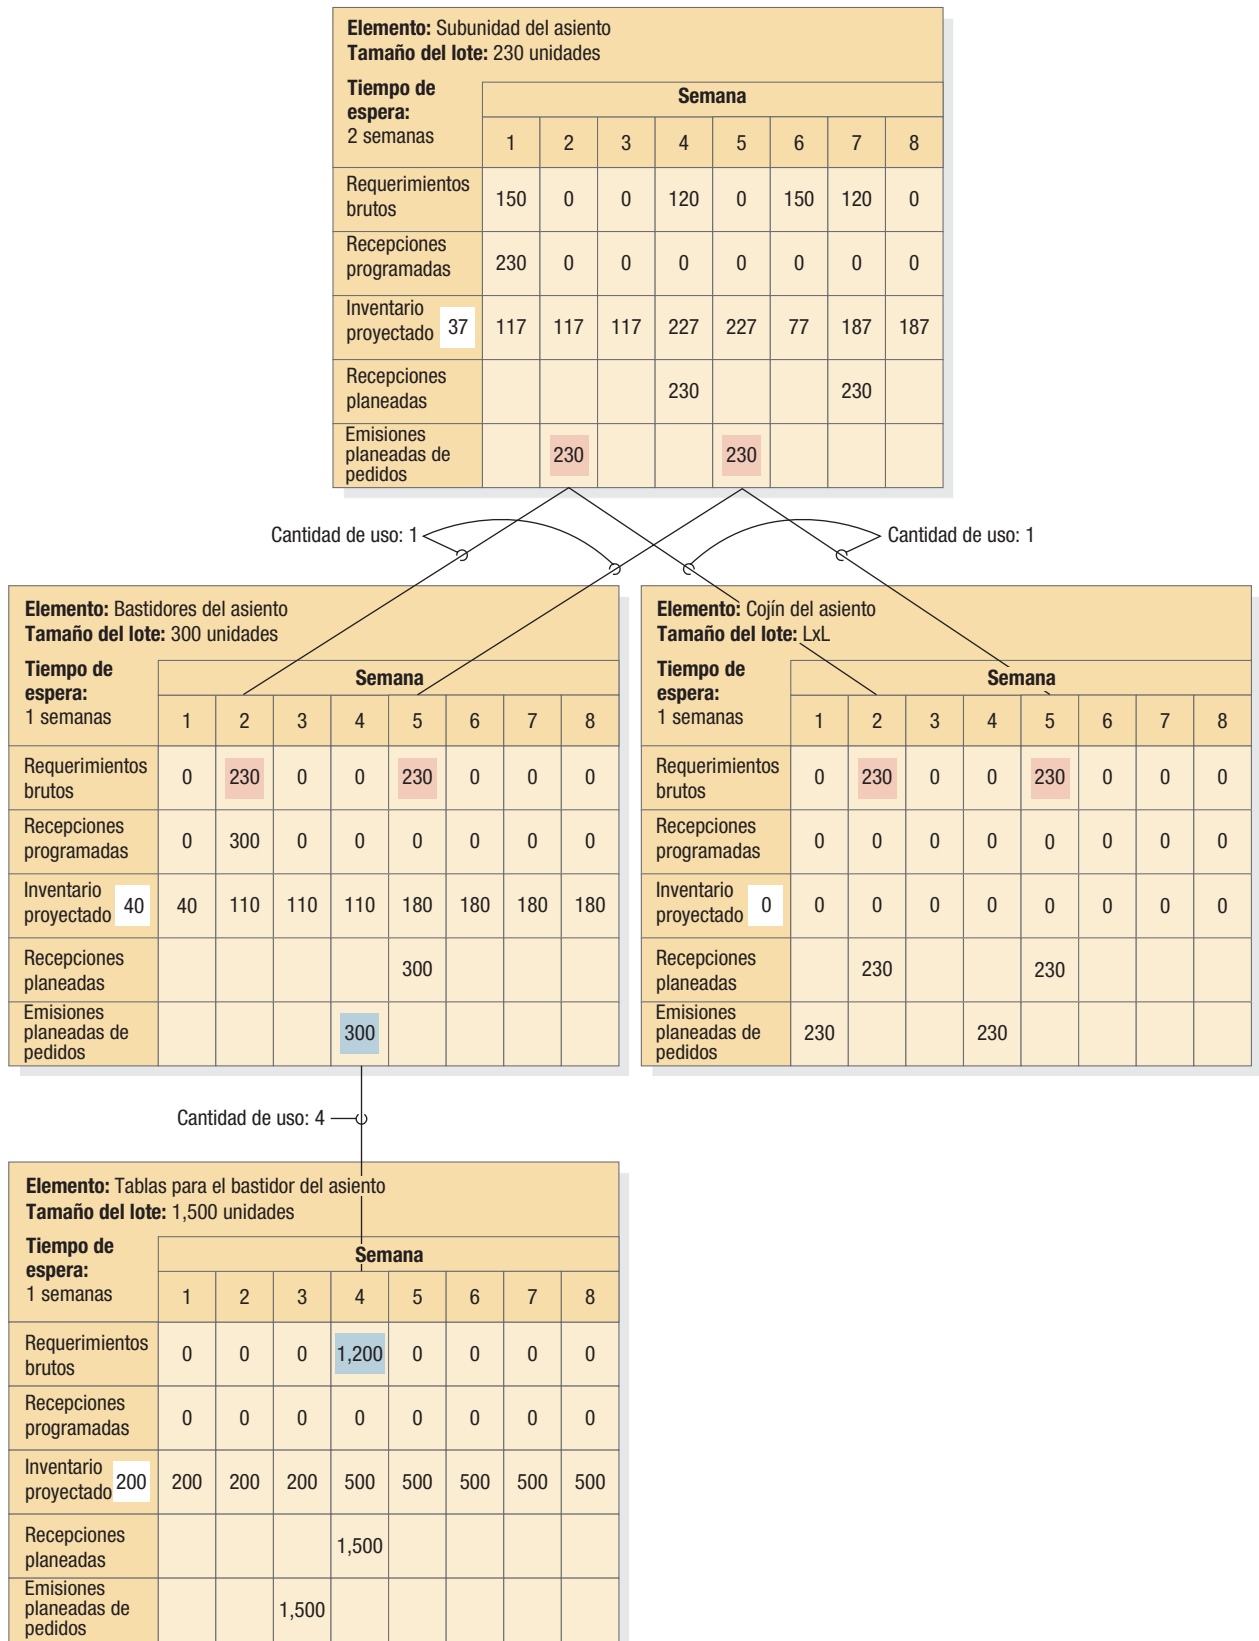 Elemento: Subunidad del asiento
Tamaño del lote: 230 unidades
Tiempo de
espera:
2 semanas
Semana
1 2 3 4 5 6 7 8
Requerimientos
brutos
150 0 0 120 0 150 120 0
Recepciones
programadas
230 0 0 0 0 0 0 0
Inventario
proyectado 37
117 117 117 227 227 77 187 187
Recepciones
planeadas
230 230
Emisiones
planeadas de
pedidos
230 230
Cantidad de uso: 1
Cantidad de uso: 1
Elemento: Bastidores del asiento
Tamaño del lote: 300 unidades
Tiempo de
espera:
1 semanas
Semana
1 2 3 4 5 6 7 8
Requerimientos
brutos
0 230 0 0 230 0 0 0
Recepciones
programadas
0 300 0 0 0 0 0 0
Inventario
proyectado 40
40 110 110 110 180 180 180 180
Recepciones
planeadas
300
Emisiones
planeadas de
pedidos
300
Elemento: Cojín del asiento
Tamaño del lote: LxL
Tiempo de
espera:
1 semanas
Semana
1 2 3 4 5 6 7 8
Requerimientos
brutos
0 230 0 0 230 0 0 0
Recepciones
programadas
0 0 0 0 0 0 0 0
Inventario
proyectado 0
0 0 0 0 0 0 0 0
Recepciones
planeadas
230 230
Emisiones
planeadas de
pedidos
230 230
Cantidad de uso: 4
Elemento: Tablas para el bastidor del asiento
Tamaño del lote: 1,500 unidades
Tiempo de
espera:
1 semanas
Semana
1 2 3 4 5 6 7 8
Requerimientos
brutos
0 0 0 1,200 0 0 0 0
Recepciones
programadas
0 0 0 0 0 0 0 0
Inventario
proyectado 200
200 200 200 500 500 500 500 500
Recepciones
planeadas
1,500
Emisiones
planeadas de
pedidos
1,500